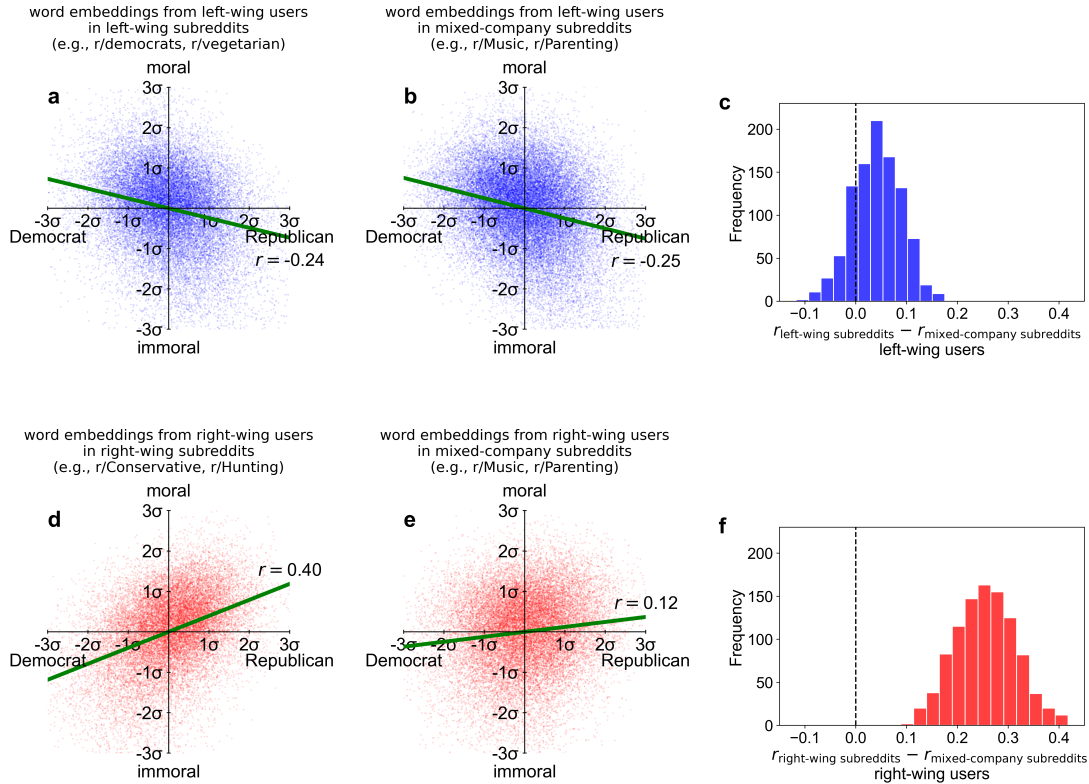 word embeddings from left-wing users
in left-wing subreddits
(e.g., r/democrats, r/vegetarian)
moral
a
3σ
2σ
1σ
-3σ -2σ -1σ 1σ 2σ 3σ
Democrat Republican
-1σ
r = -0.24
-2σ
-3σ
immoral
word embeddings from left-wing users
in mixed-company subreddits
(e.g., r/Music, r/Parenting)
moral
b
3σ
2σ
1σ
-3σ -2σ -1σ 1σ 2σ 3σ
Democrat Republican
-1σ
r = -0.25
-2σ
-3σ
immoral
c
Frequency
200
150
100
50
0
−0.1 0.0 0.1 0.2 0.3 0.4
r left-wing subreddits − r mixed-company subreddits
left-wing users
word embeddings from right-wing users
in right-wing subreddits
(e.g., r/Conservative, r/Hunting)
moral
d
3σ
2σ
r = 0.40
1σ
-3σ -2σ -1σ 1σ 2σ 3σ
Democrat Republican
-1σ
-2σ
-3σ
immoral
word embeddings from right-wing users
in mixed-company subreddits
(e.g., r/Music, r/Parenting)
moral
e
3σ
2σ
1σ
r = 0.12
-3σ -2σ -1σ 1σ 2σ 3σ
Democrat Republican
-1σ
-2σ
-3σ
immoral
f
Frequency
200
150
100
50
0
−0.1 0.0 0.1 0.2 0.3 0.4
r right-wing subreddits − r mixed-company subreddits
right-wing users